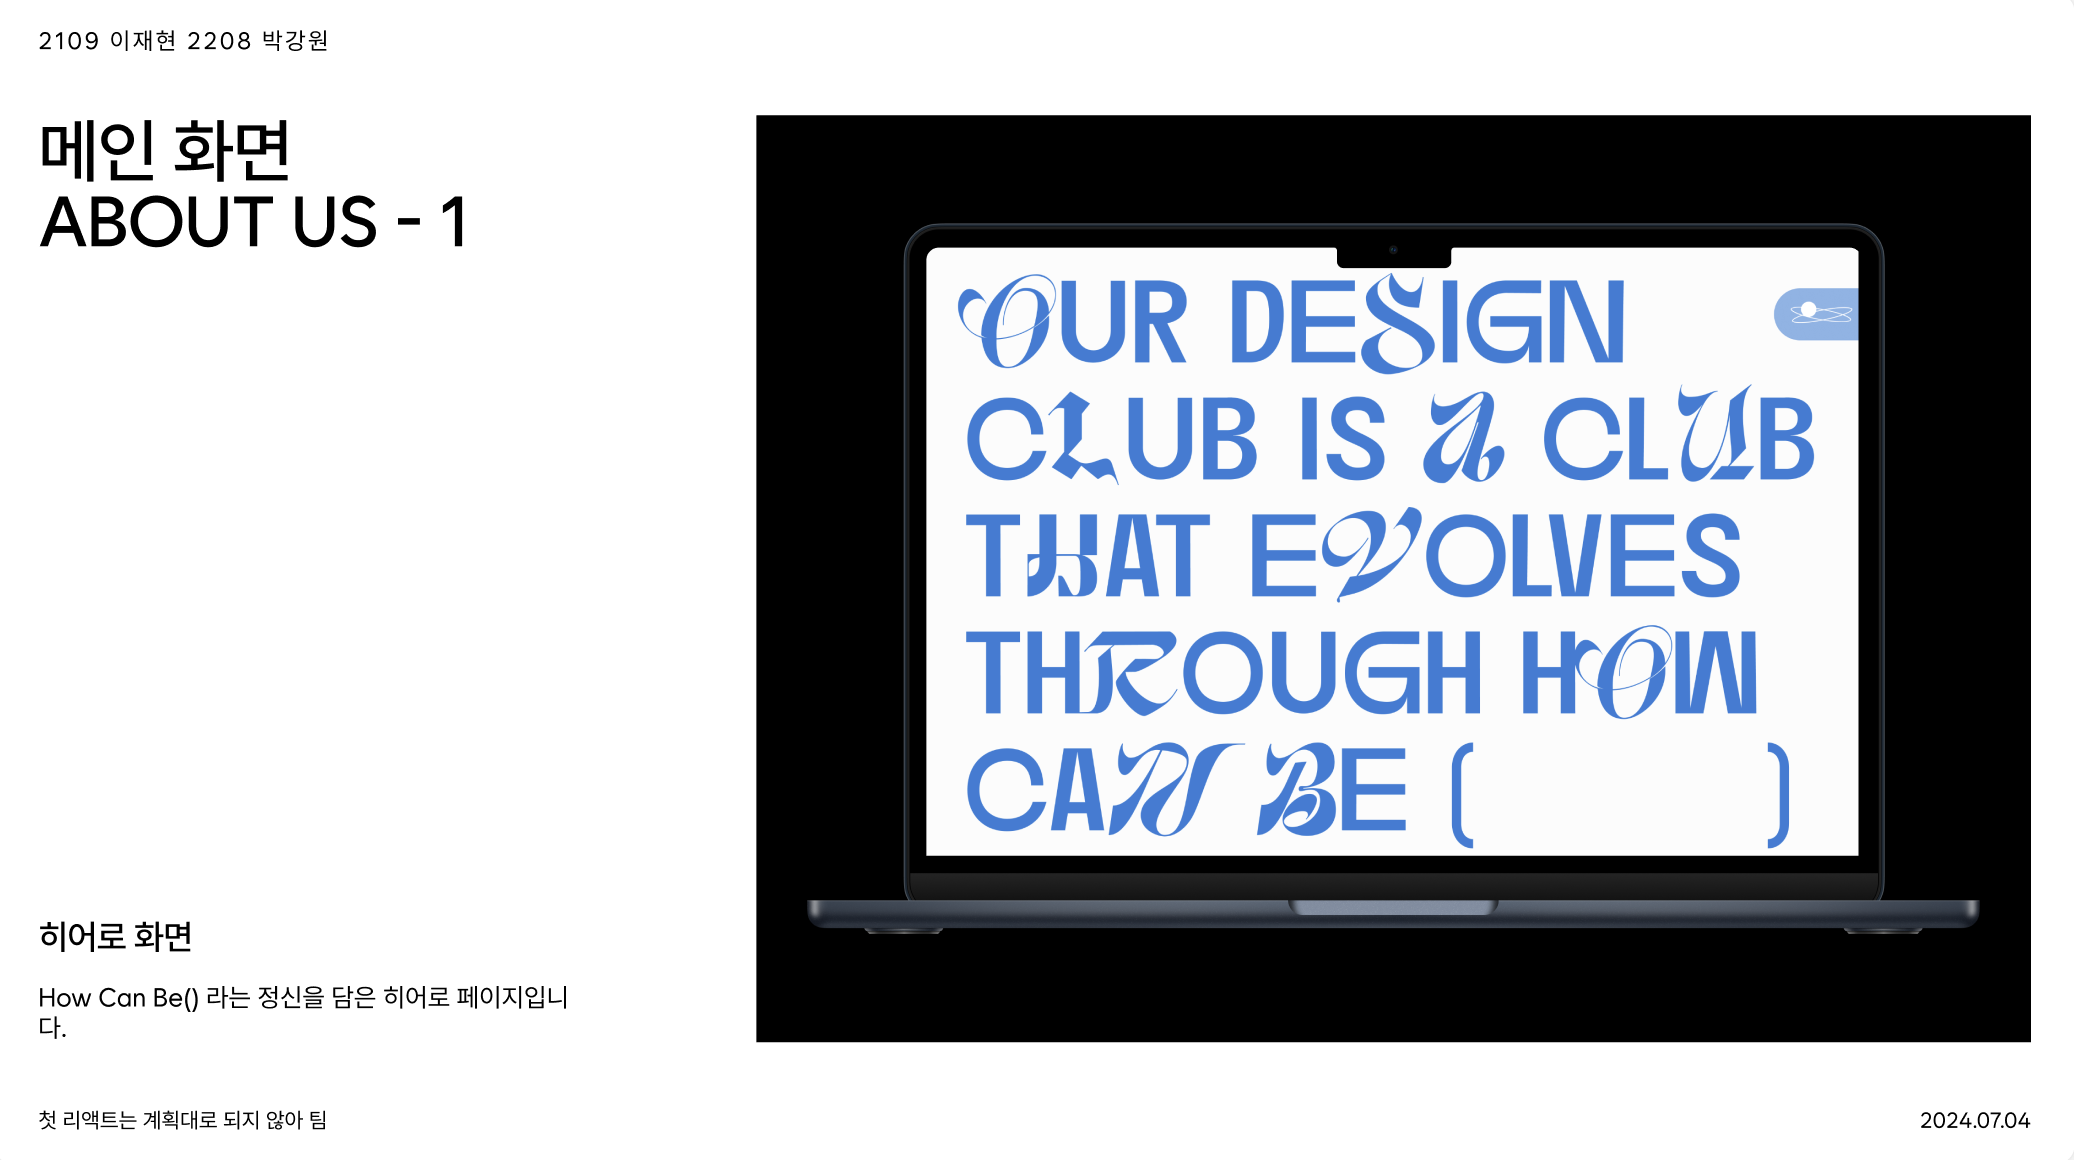 2109 이재현 2208 박강원
메인 화면
ABOUT US - 1
OUR DESIGN
CLUB IS A CLUB
THAT EVOLVES
THROUGH HOW
CAN BE (          )
히어로 화면
How Can Be() 라는 정신을 담은 히어로 페이지입니
다.
첫 리액트는 계획대로 되지 않아 팀
2024.07.04